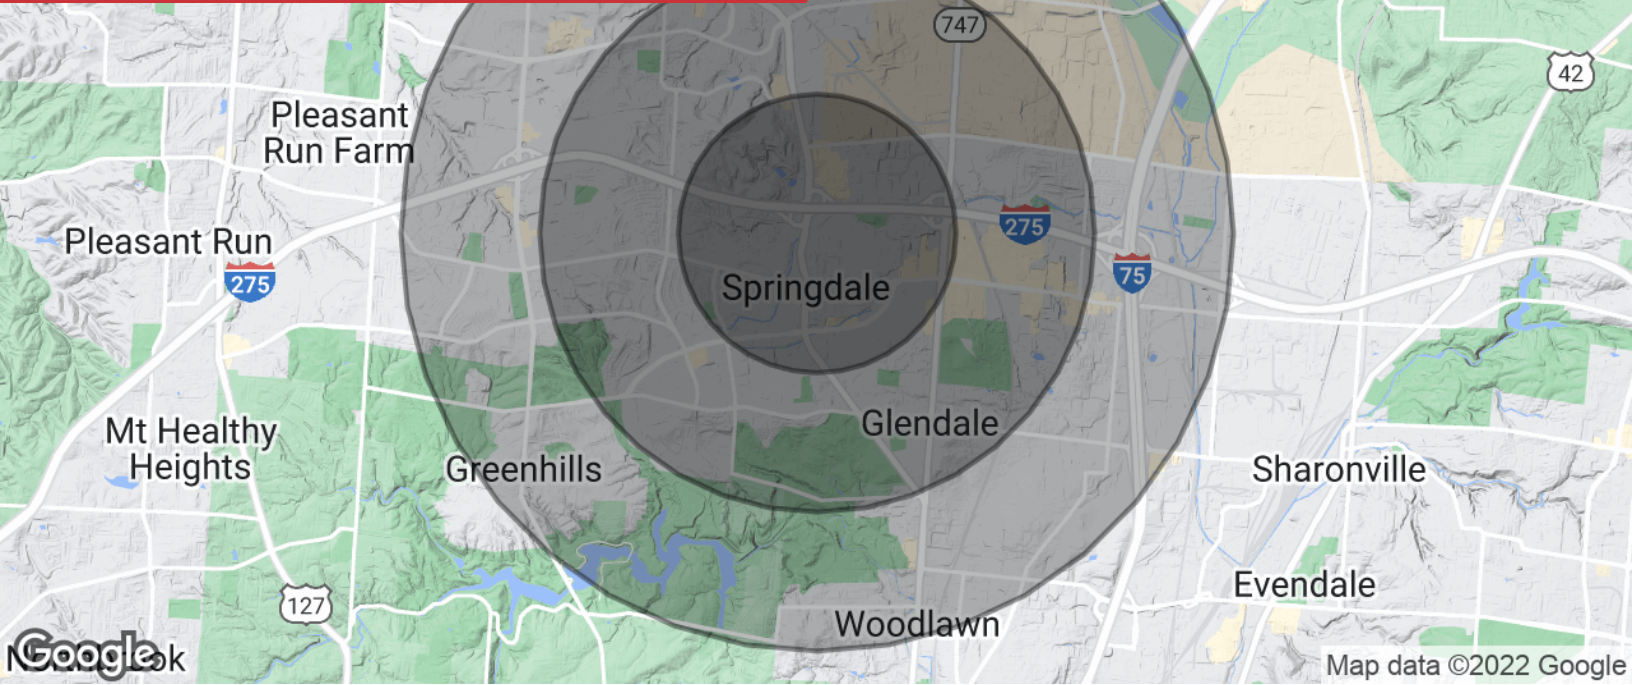 747
42
Pleasant
Run Farm
Pleasant Run
275
275
75
Springdale
Mt Healthy
Heights
Glendale
Greenhills
Sharonville
Evendale
127
Woodlawn
Google
Map data ©2022 Google